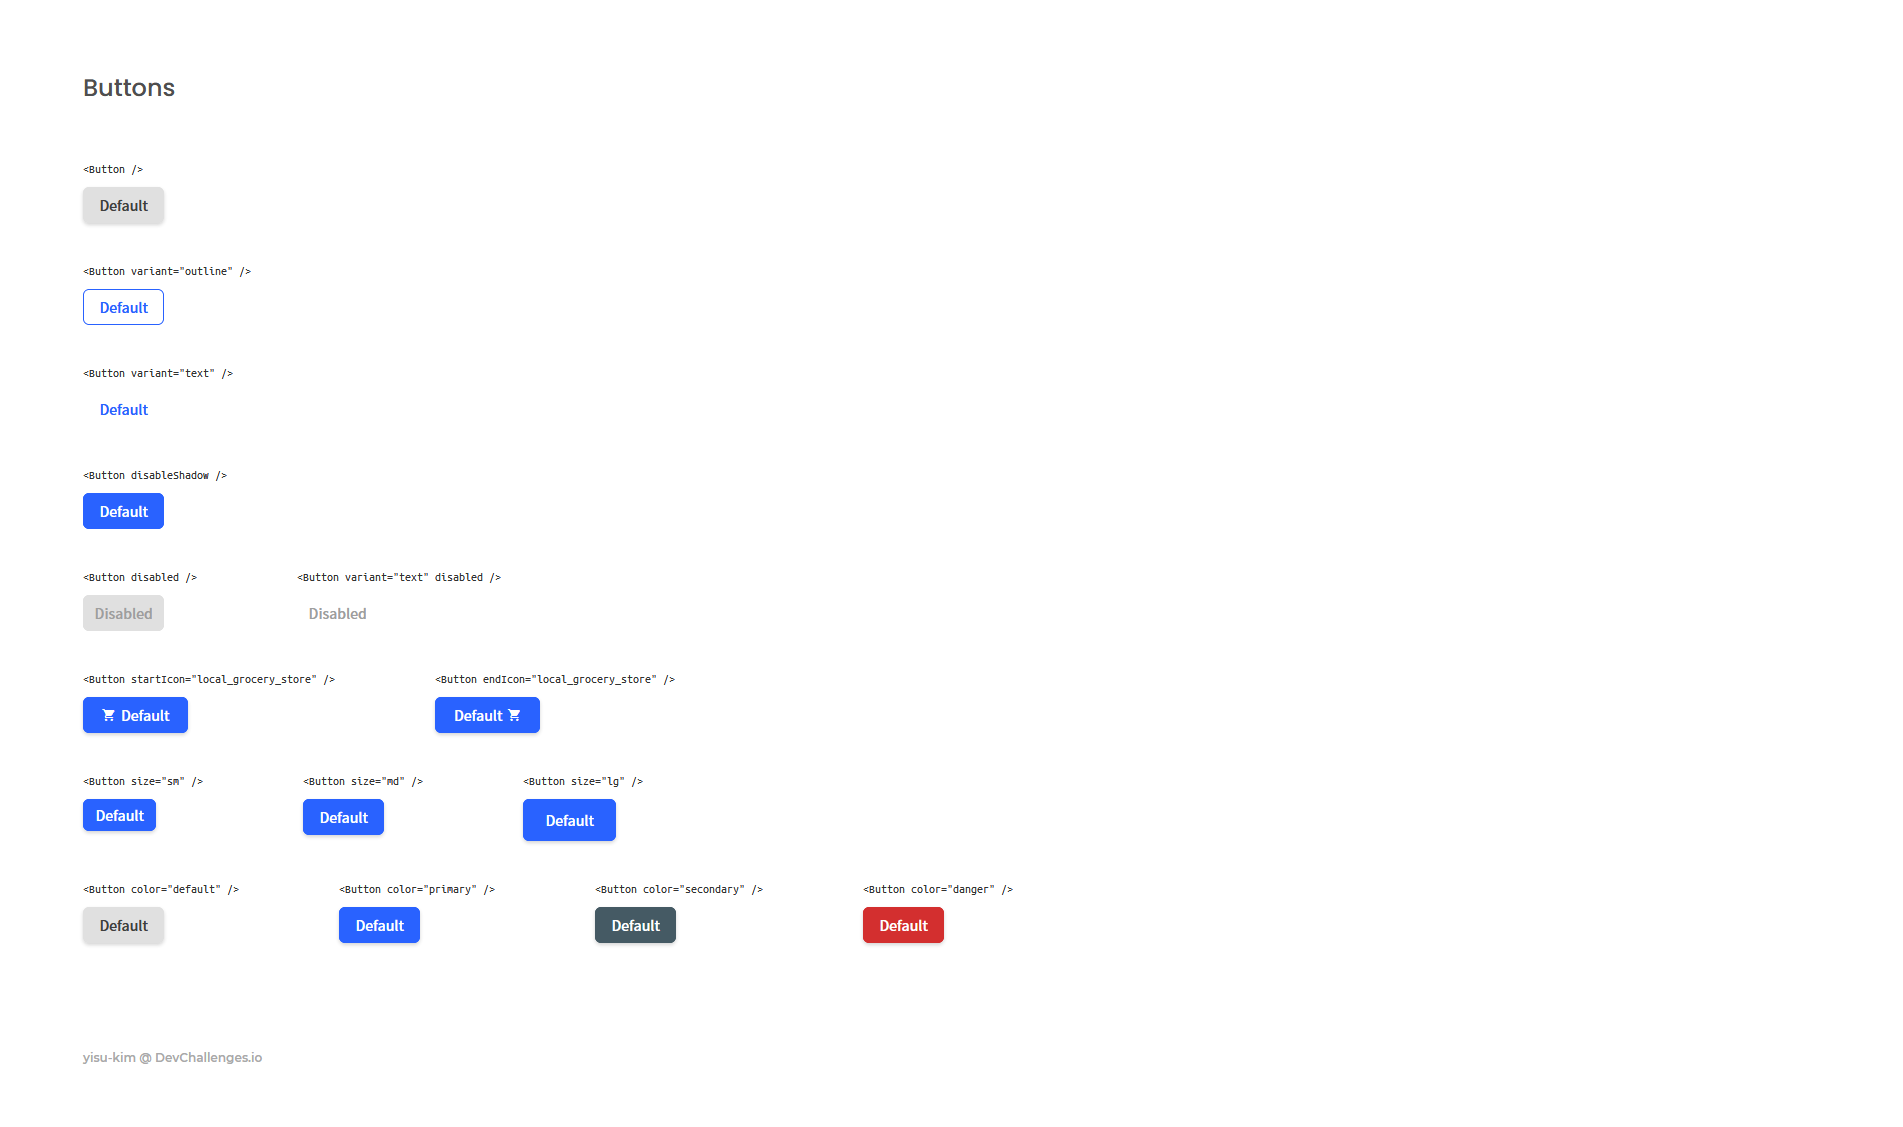 Buttons
<Button />
Default
<Button variant="outline" />
Default
<Button variant="text" />
Default
<Button disableShadow />
Default
<Button disabled />
<Button variant="text" disabled />
Disabled
Disabled
<Button startIcon="local_grocery_store" />
<Button endIcon="local_grocery_store" />
Default
Default
<Button size="sm" />
<Button size="md" />
<Button size="lg" />
Default
Default
Default
<Button color="default" />
<Button color="primary" />
<Button color="secondary" />
<Button color="danger" />
Default
Default
Default
Default
yisu-kim @ DevChallenges.io